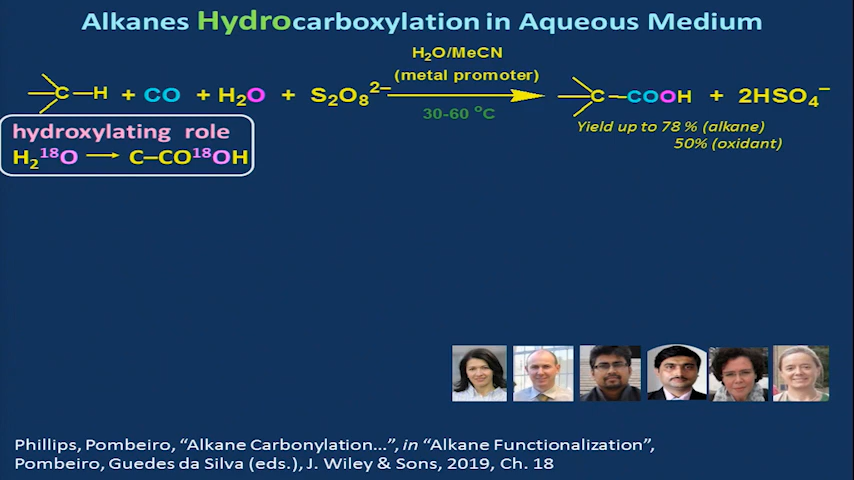 Alkanes Hydrocarboxylation in Aqueous Medium
H₂O/MeCN
(metal promoter)
C–H + CO + H₂O + S₂O₈²⁻ → C–COOH + 2HSO₄⁻
30-60 °C
Yield up to 78 % (alkane)
50% (oxidant)
hydroxylating role
H₂¹⁸O → C–CO¹⁸OH
Phillips, Pombeiro, “Alkane Carbonylation...”, in “Alkane Functionalization”,
Pombeiro, Guedes da Silva (eds.), J. Wiley & Sons, 2019, Ch. 18